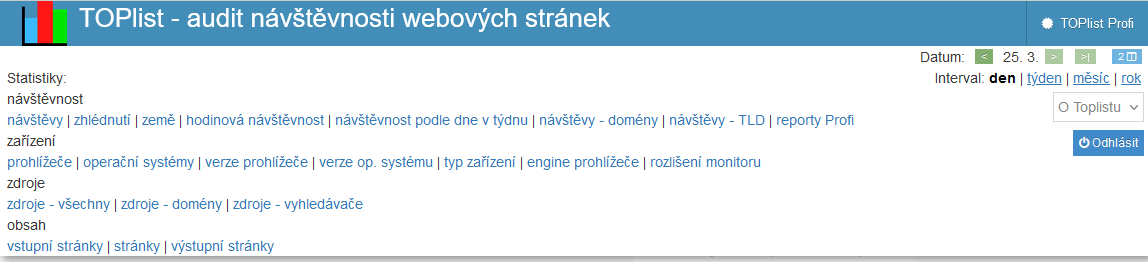 TOPlist - audit návštěvnosti webových stránek
TOPlist Profi
Datum: < 25. 3. > >| 2
Statistiky:
Interval: den | týden | měsíc | rok
návštěvnost
O Toplistu
návštěvy | zhlédnutí | země | hodinová návštěvnost | návštěvnost podle dne v týdnu | návštěvy - domény | návštěvy - TLD | reporty Profi
zařízení
Odhlásit
prohlížeče | operační systémy | verze prohlížeče | verze op. systému | typ zařízení | engine prohlížeče | rozlišení monitoru
zdroje
zdroje - všechny | zdroje - domény | zdroje - vyhledávače
obsah
vstupní stránky | stránky | výstupní stránky